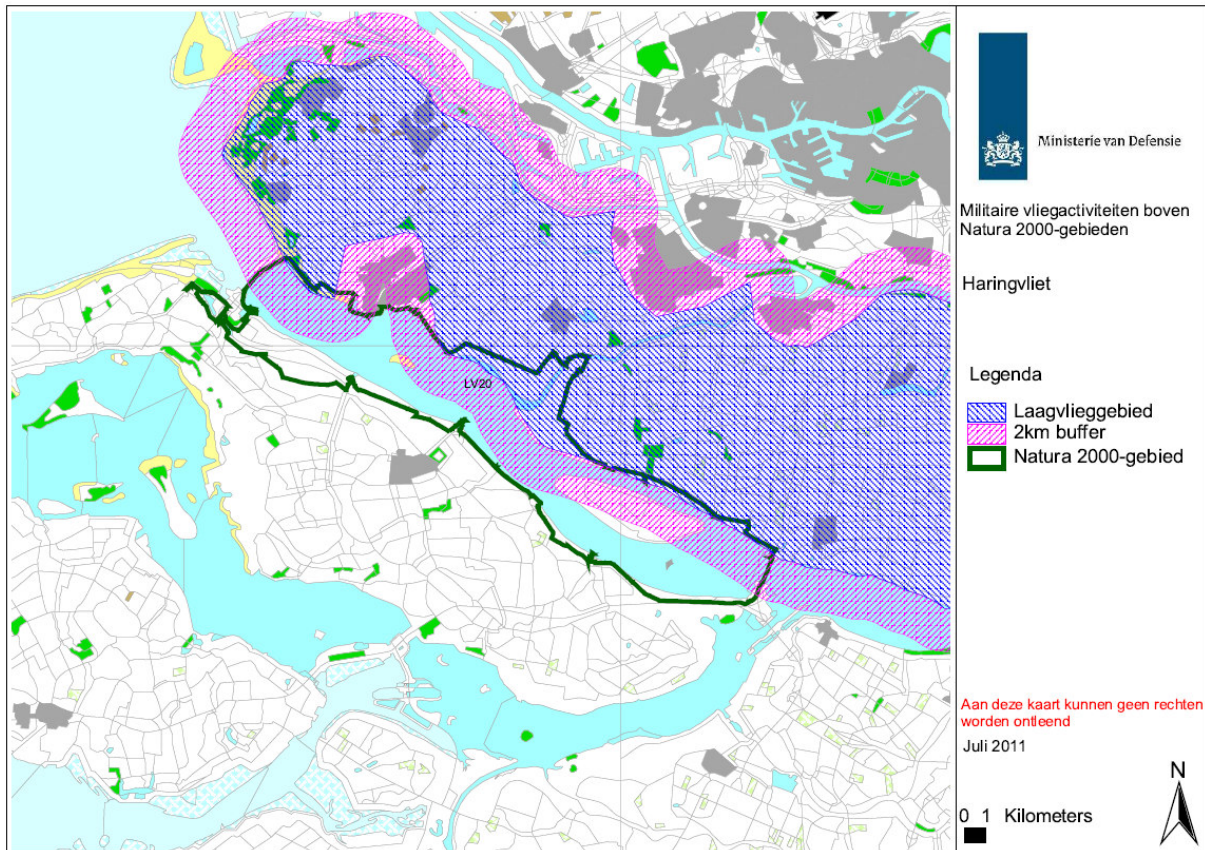 Ministerie van Defensie
Militaire vliegactiviteiten boven
Natura 2000-gebieden
Haringvliet
LV20
Legenda
Laagvlieggebied
2km buffer
Natura 2000-gebied
Aan deze kaart kunnen geen rechten
worden ontleend
Juli 2011
N
0 1 Kilometers